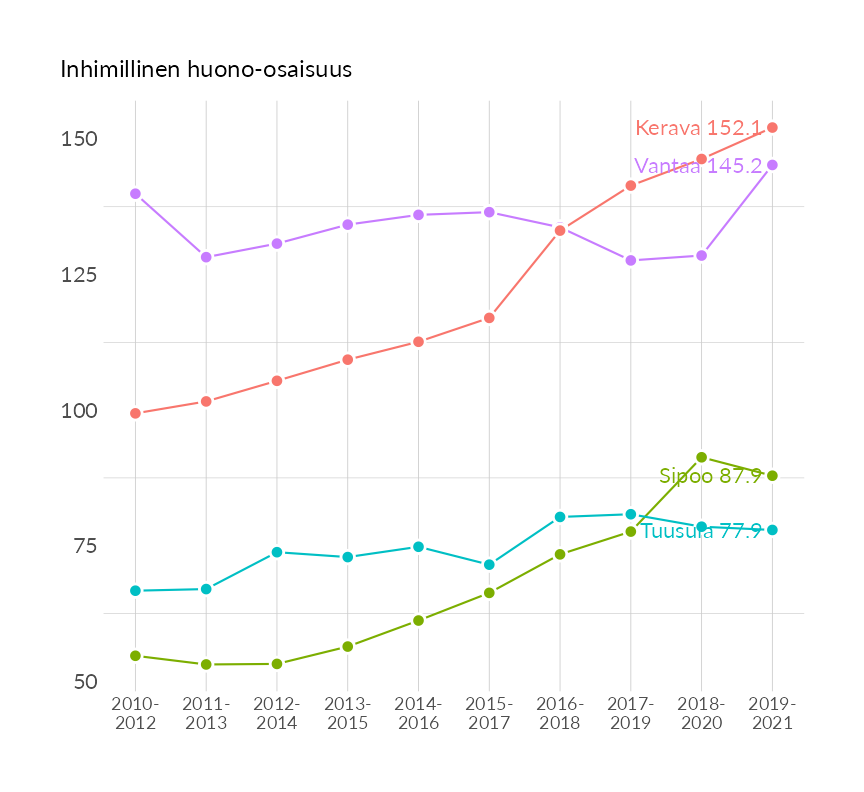 Inhimillinen huono-osaisuus
150
125
100
75
50
Kerava 152.1
Vantaa 145.2
Sipoo 87.9
Tuusula 77.9
2010- 2011- 2012- 2013- 2014- 2015- 2016- 2017- 2018- 2019-
2012 2013 2014 2015 2016 2017 2018 2019 2020 2021